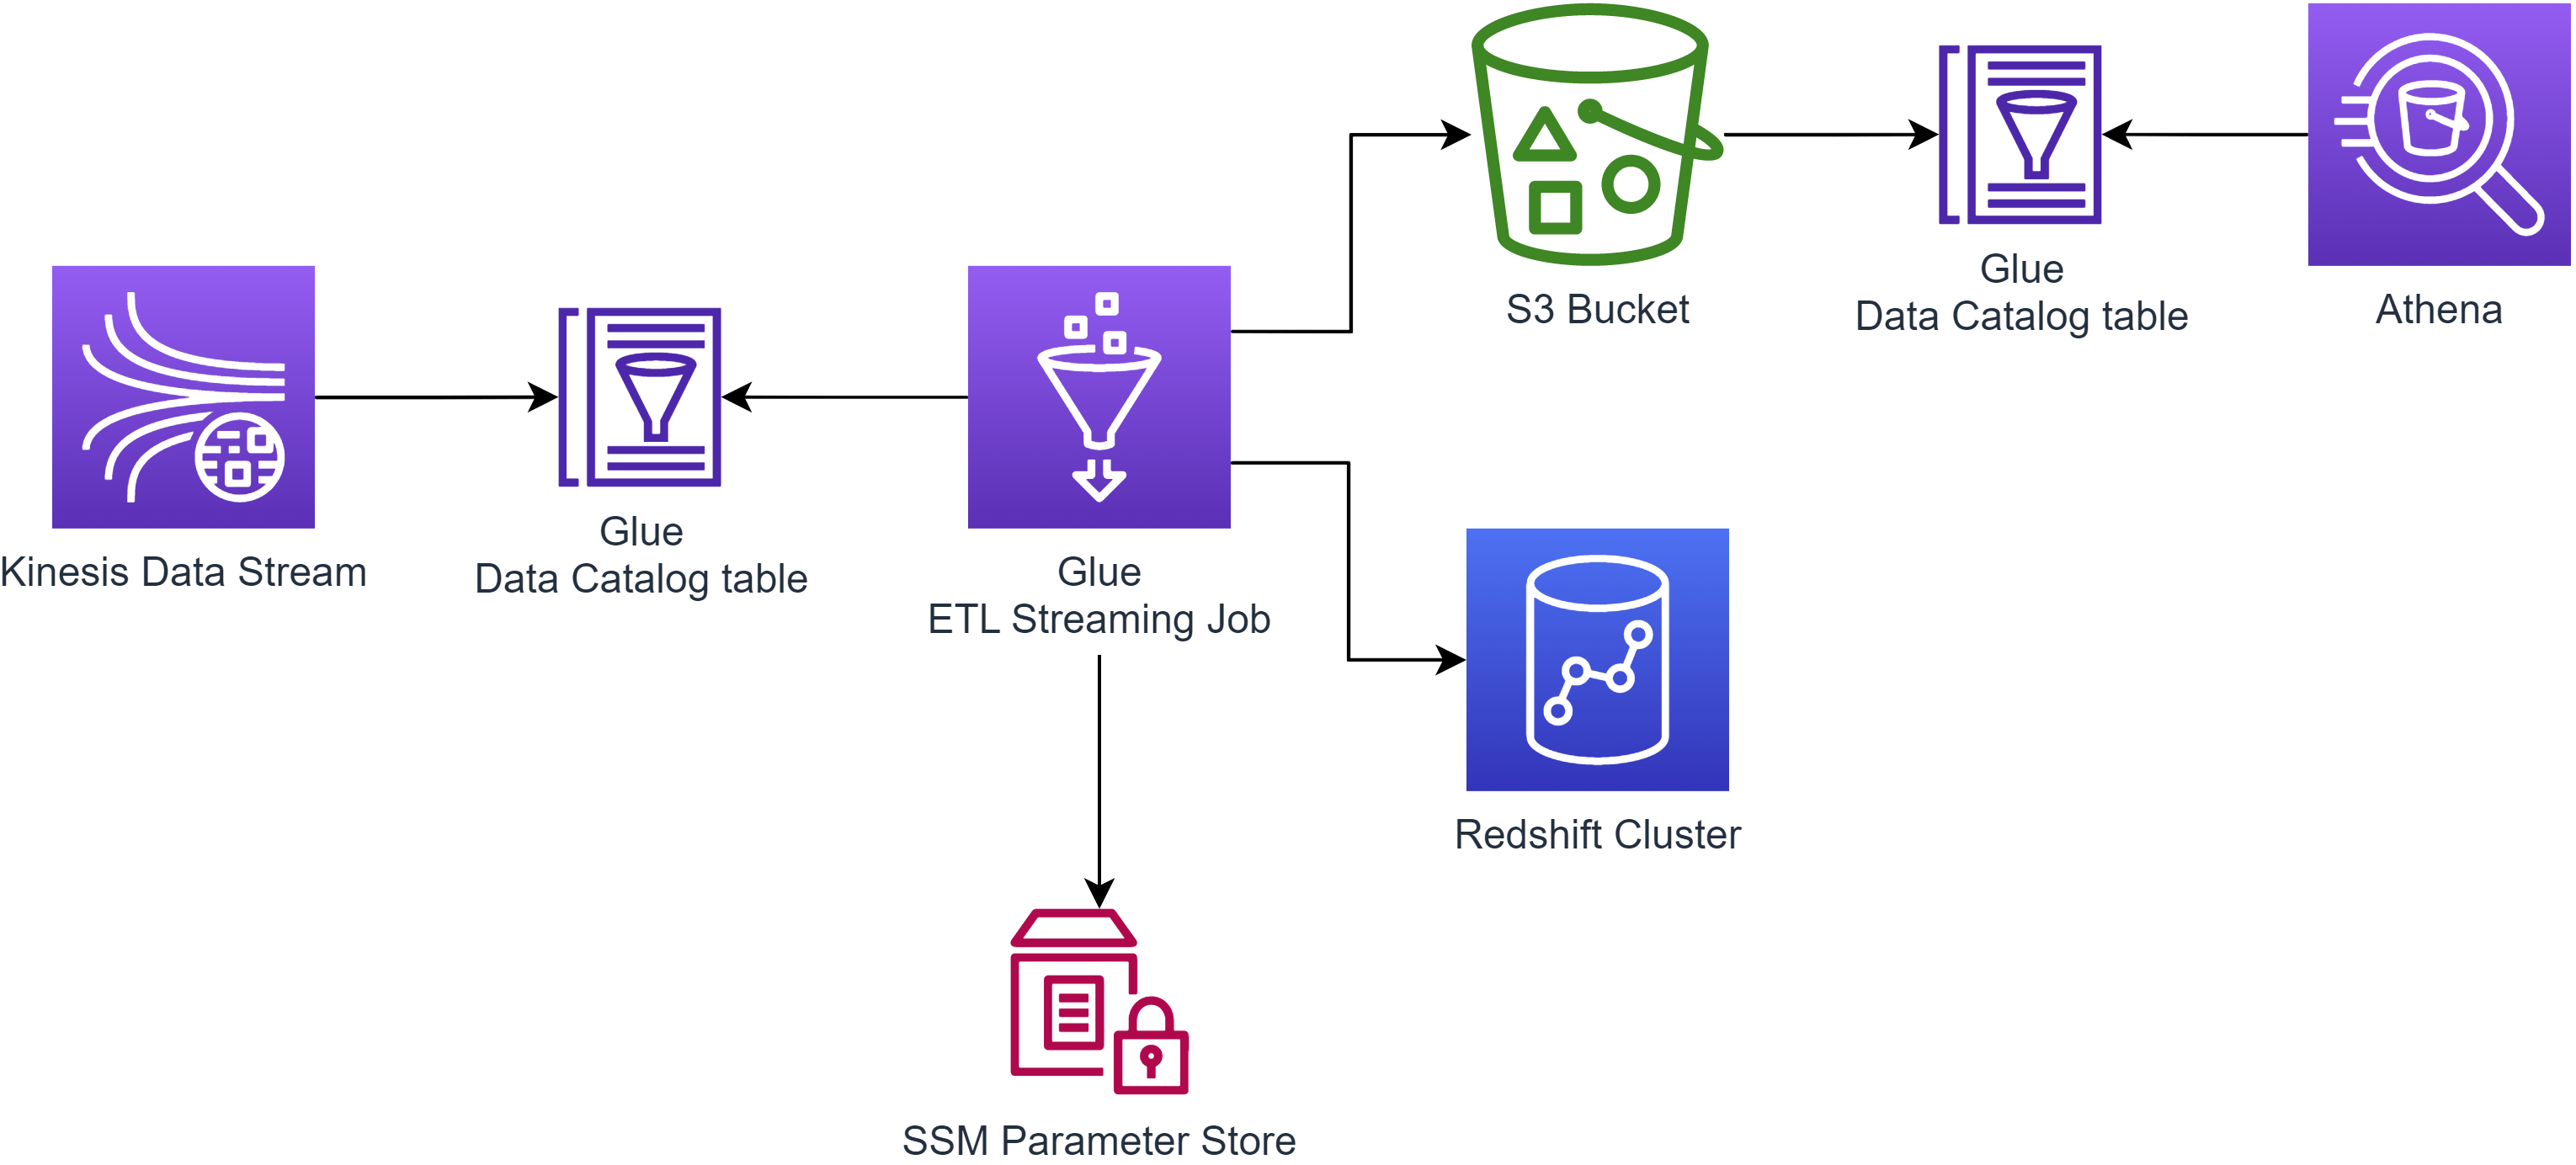 S3 Bucket
Glue
Data Catalog table
Athena
Kinesis Data Stream
Glue
Data Catalog table
Glue
ETL Streaming Job
Redshift Cluster
SSM Parameter Store